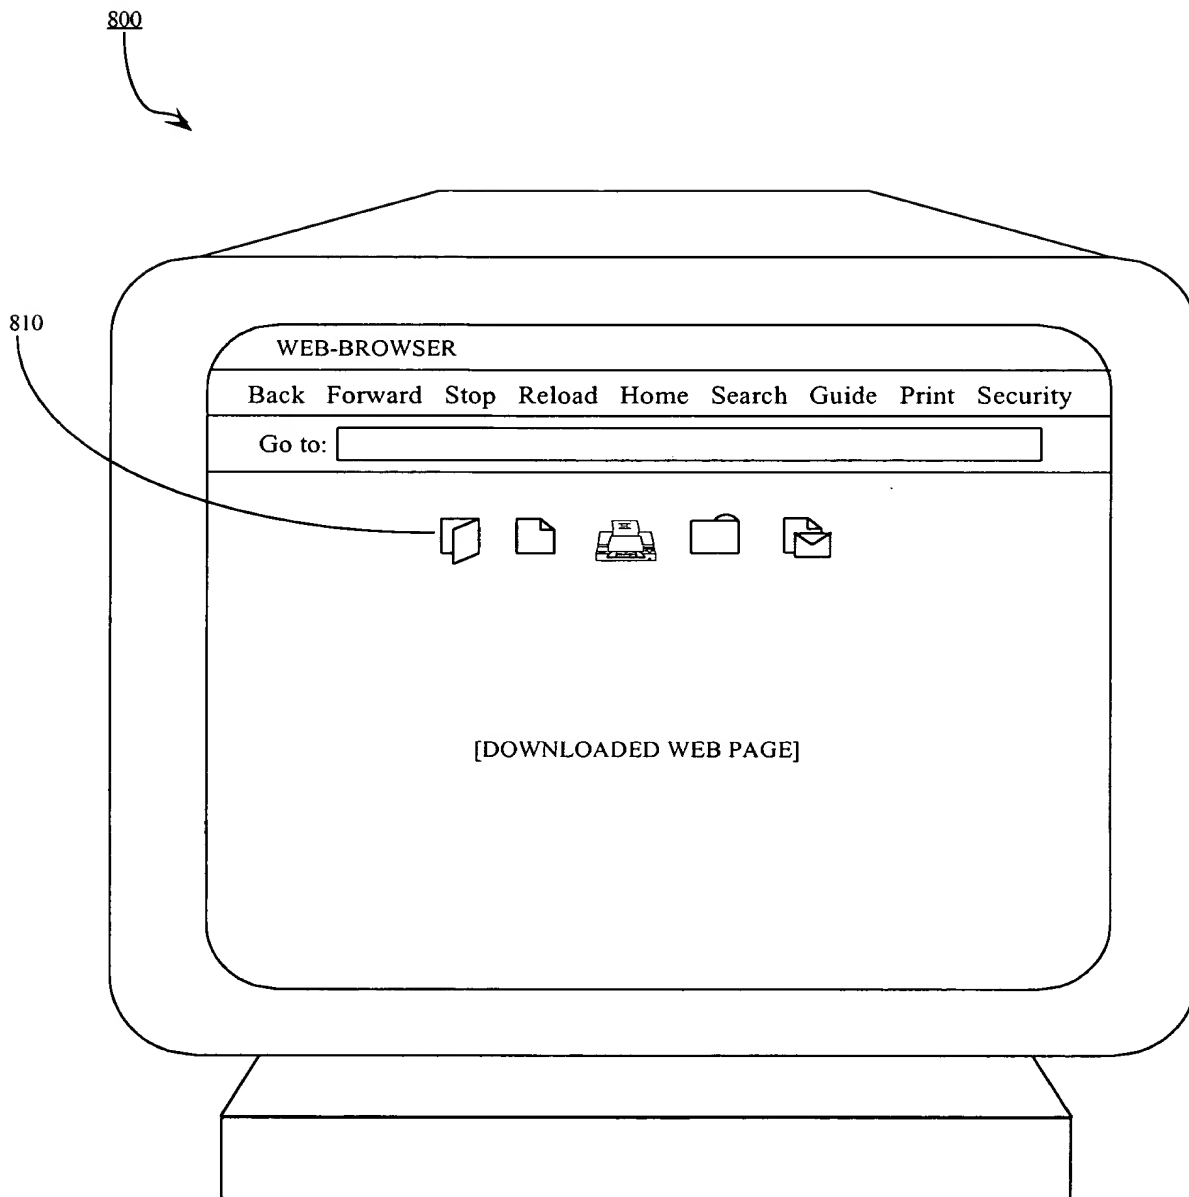 800
810
WEB-BROWSER
Back Forward Stop Reload Home Search Guide Print Security
Go to:
[DOWNLOADED WEB PAGE]